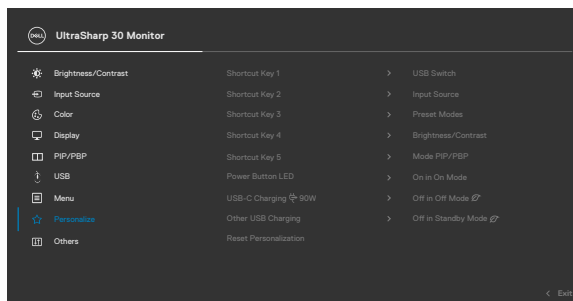 DELL UltraSharp 30 Monitor
Brightness/Contrast Shortcut Key 1 > USB Switch
Input Source Shortcut Key 2 > Input Source
Color Shortcut Key 3 > Preset Modes
Display Shortcut Key 4 > Brightness/Contrast
PIP/PBP Shortcut Key 5 > Mode PIP/PBP
USB Power Button LED > On in On Mode
Menu USB-C Charging 90W > Off in Off Mode
Personalize Other USB Charging > Off in Standby Mode
Others Reset Personalization
< Exit